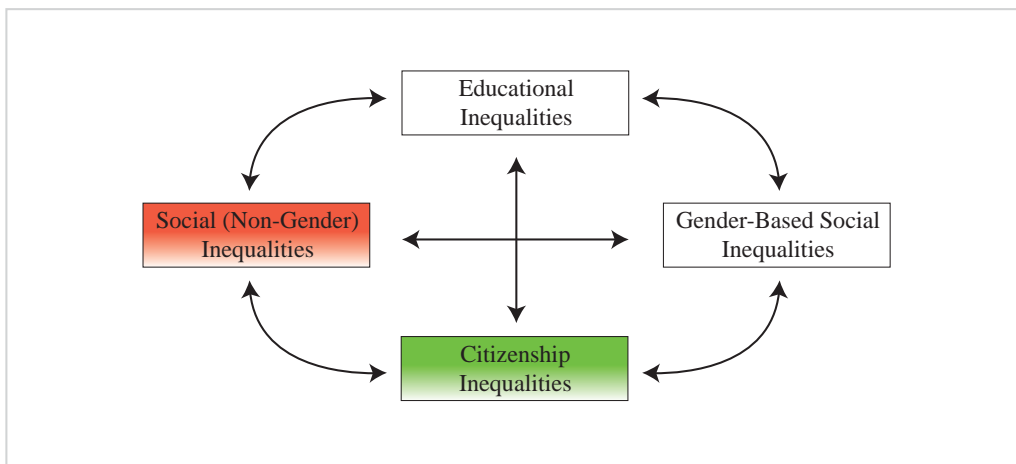 Educational
Inequalities
Social (Non-Gender)
Inequalities
Gender-Based Social
Inequalities
Citizenship
Inequalities